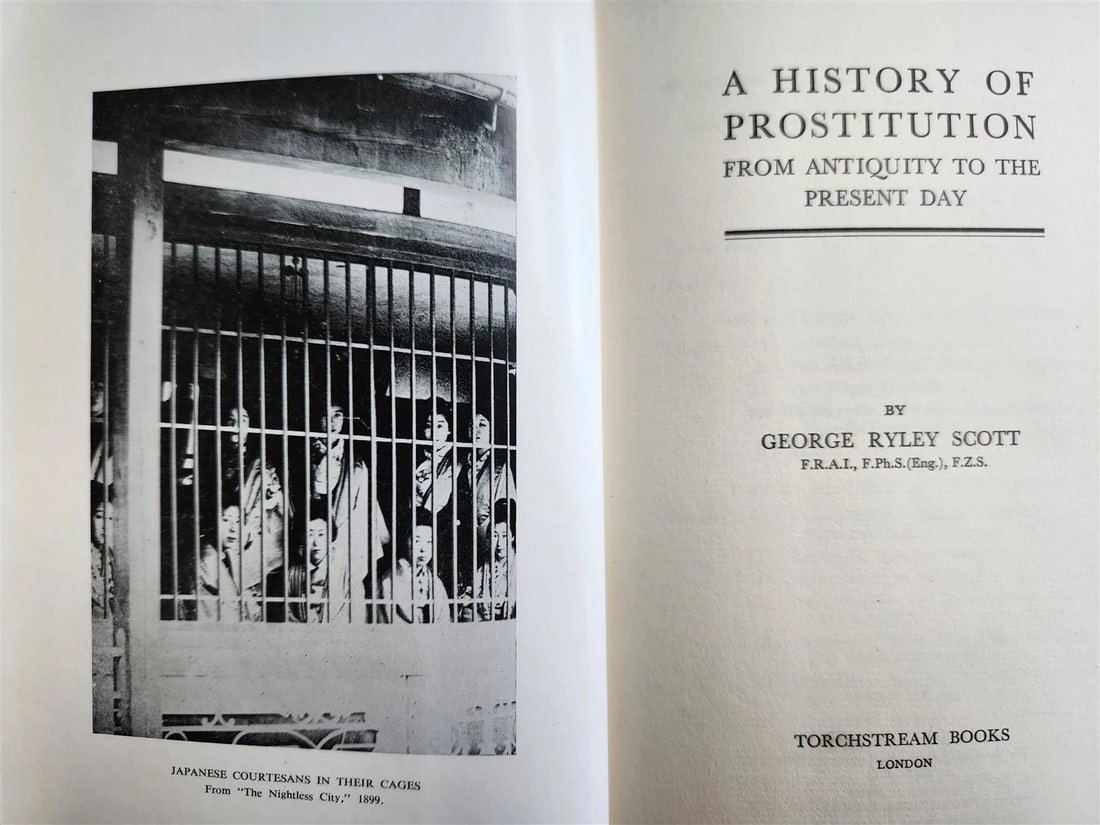 JAPANESE COURTESANS IN THEIR CAGES
From "The Nightless City," 1899.
A HISTORY OF
PROSTITUTION
FROM ANTIQUITY TO THE
PRESENT DAY
BY
GEORGE RYLEY SCOTT
F.R.A.I., F.Ph.S.(Eng.), F.Z.S.
TORCHSTREAM BOOKS
LONDON